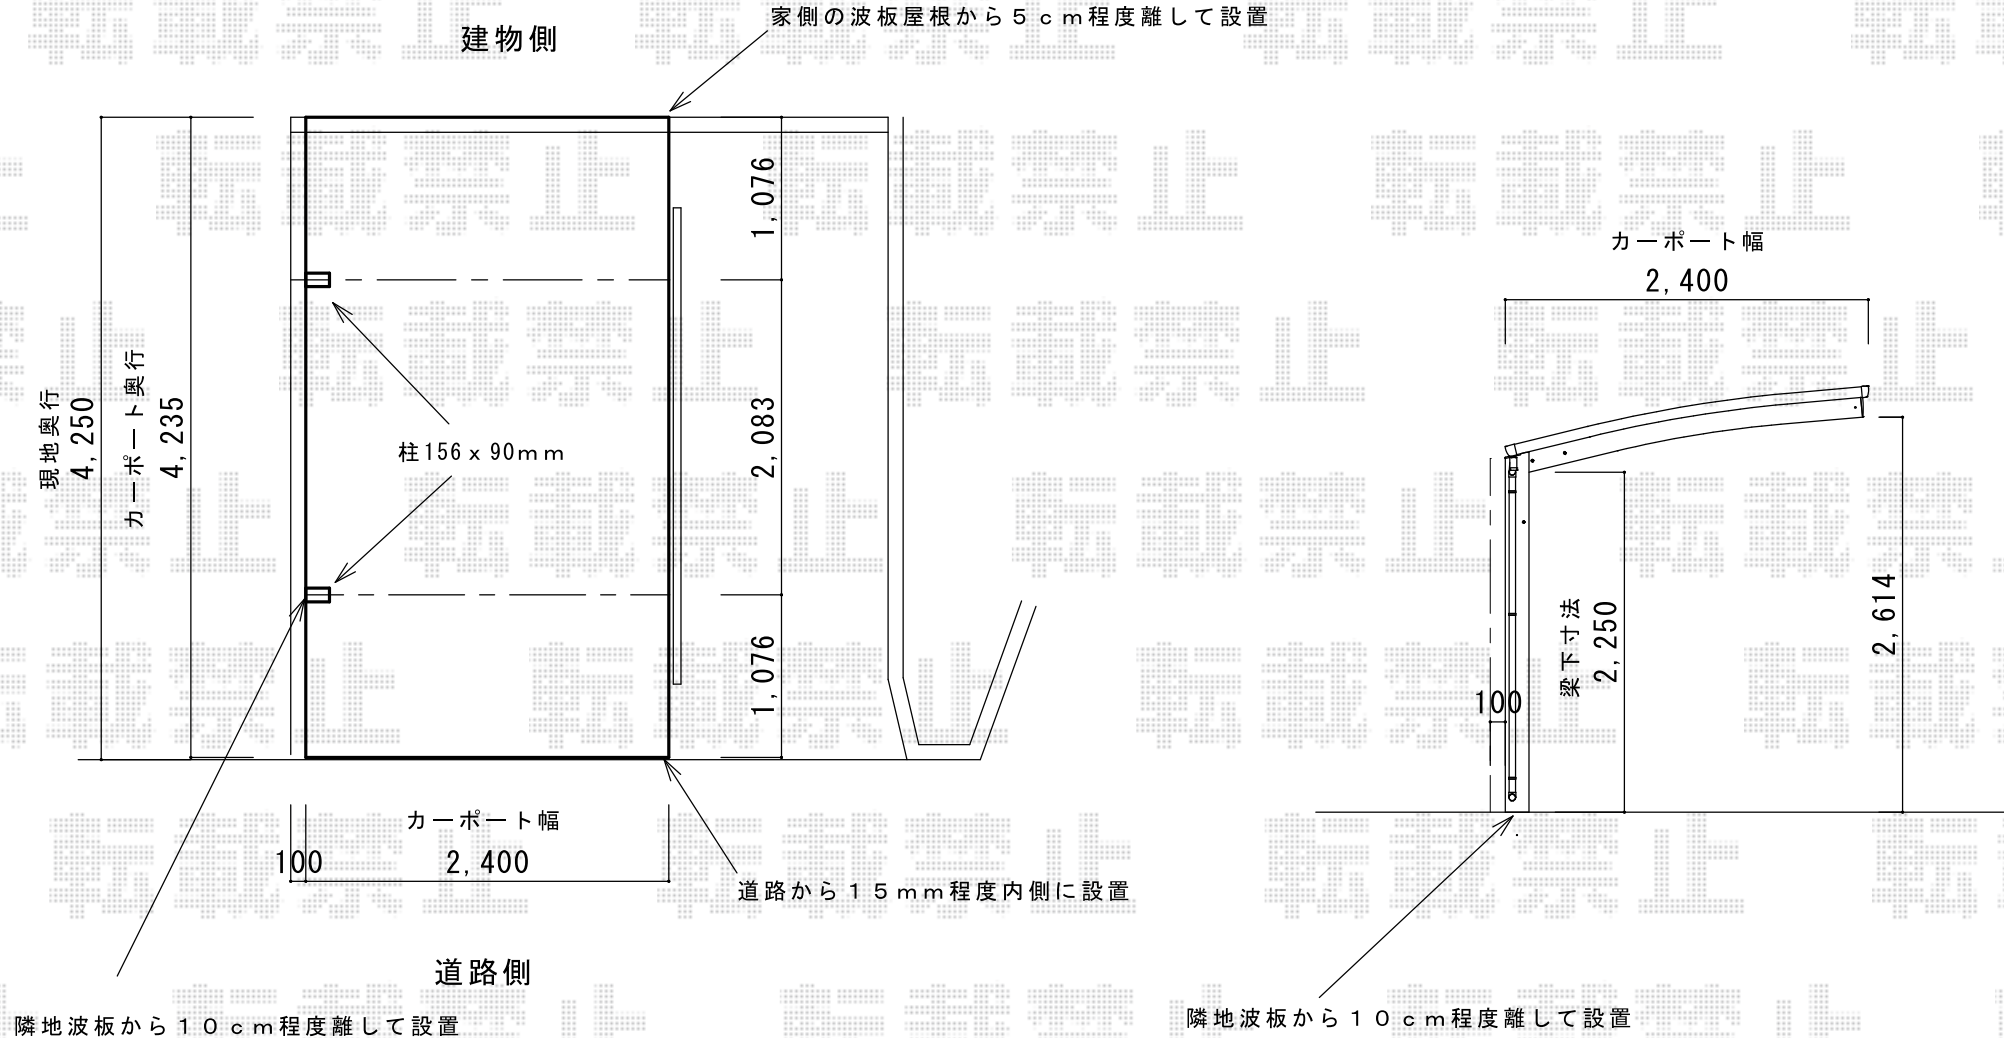 家側の波板屋根から５ｃｍ程度離して設置
建物側
1,076
2,083
1,076
現地奥行
4,250
カーポート奥行
4,235
柱156ｘ90ｍｍ
カーポート幅
100
2,400
道路から１５ｍｍ程度内側に設置
道路側
隣地波板から１０ｃｍ程度離して設置
カーポート幅
2,400
梁下寸法
2,250
2,614
100
隣地波板から１０ｃｍ程度離して設置
転載禁止